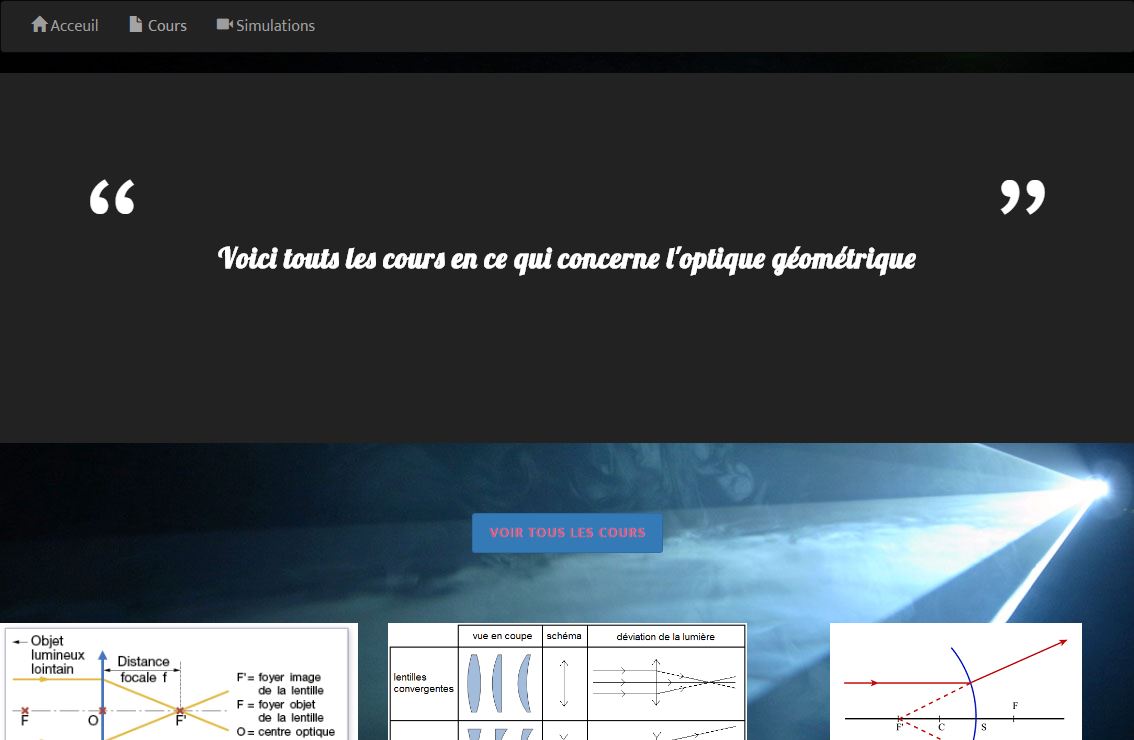 Acceuil Cours Simulations
“ ”
Voici touts les cours en ce qui concerne l'optique géométrique
VOIR TOUS LES COURS
Objet
lumineux
lointain
Distance
focale f
F'= foyer image
de la lentille
F = foyer objet
de la lentille
O = centre optique
F O F'
vue en coupe schéma déviation de la lumière
lentilles
convergentes
F
F' C S